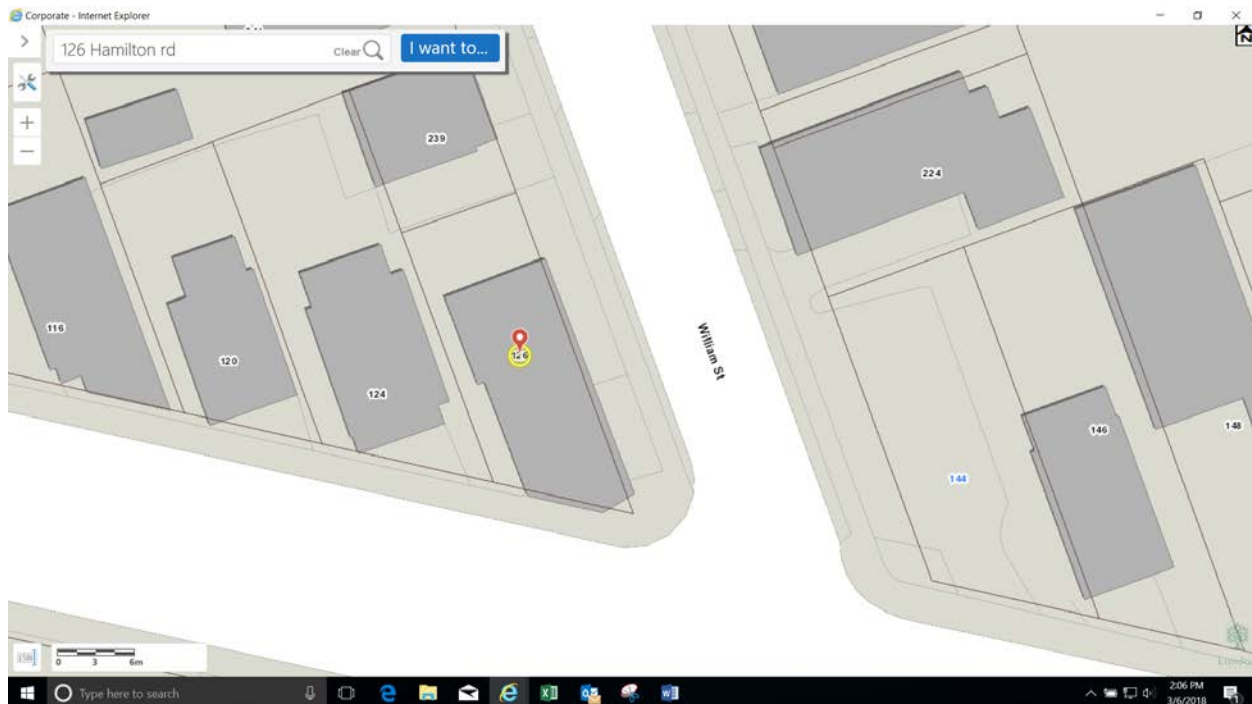 Corporate - Internet Explorer
126 Hamilton rd
Clear
I want to...
N
239
224
116
120
124
126
William St
146
148
144
0 3 6m
Type here to search
2:06 PM
3/6/2018